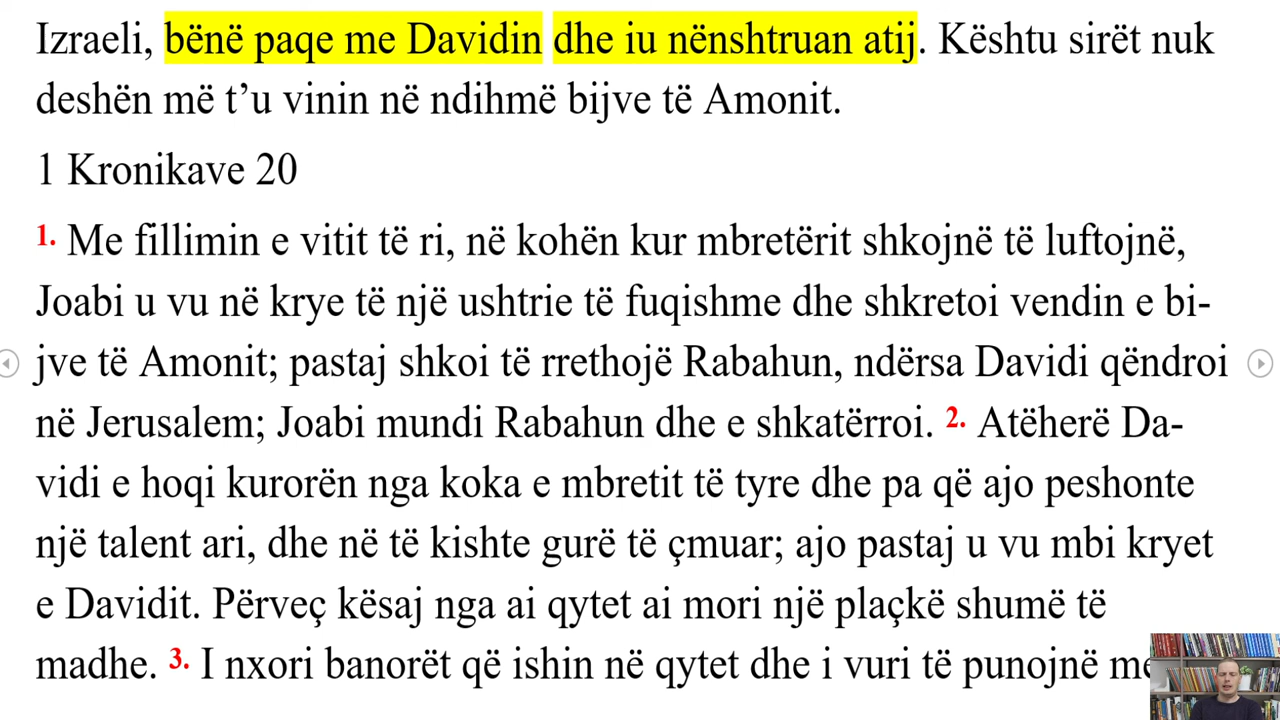 Izraeli, bënë paqe me Davidin dhe iu nënshtruan atij. Kështu sirët nuk
deshën më t’u vinin në ndihmë bijve të Amonit.
1 Kronikave 20
1. Me fillimin e vitit të ri, në kohën kur mbretërit shkojnë të luftojnë,
Joabi u vu në krye të një ushtrie të fuqishme dhe shkretoi vendin e bi-
jve të Amonit; pastaj shkoi të rrethojë Rabahun, ndërsa Davidi qëndroi
në Jerusalem; Joabi mundi Rabahun dhe e shkatërroi. 2. Atëherë Da-
vidi e hoqi kurorën nga koka e mbretit të tyre dhe pa që ajo peshonte
një talent ari, dhe në të kishte gurë të çmuar; ajo pastaj u vu mbi kryet
e Davidit. Përveç kësaj nga ai qytet ai mori një plaçkë shumë të
madhe. 3. I nxori banorët që ishin në qytet dhe i vuri të punojnë me